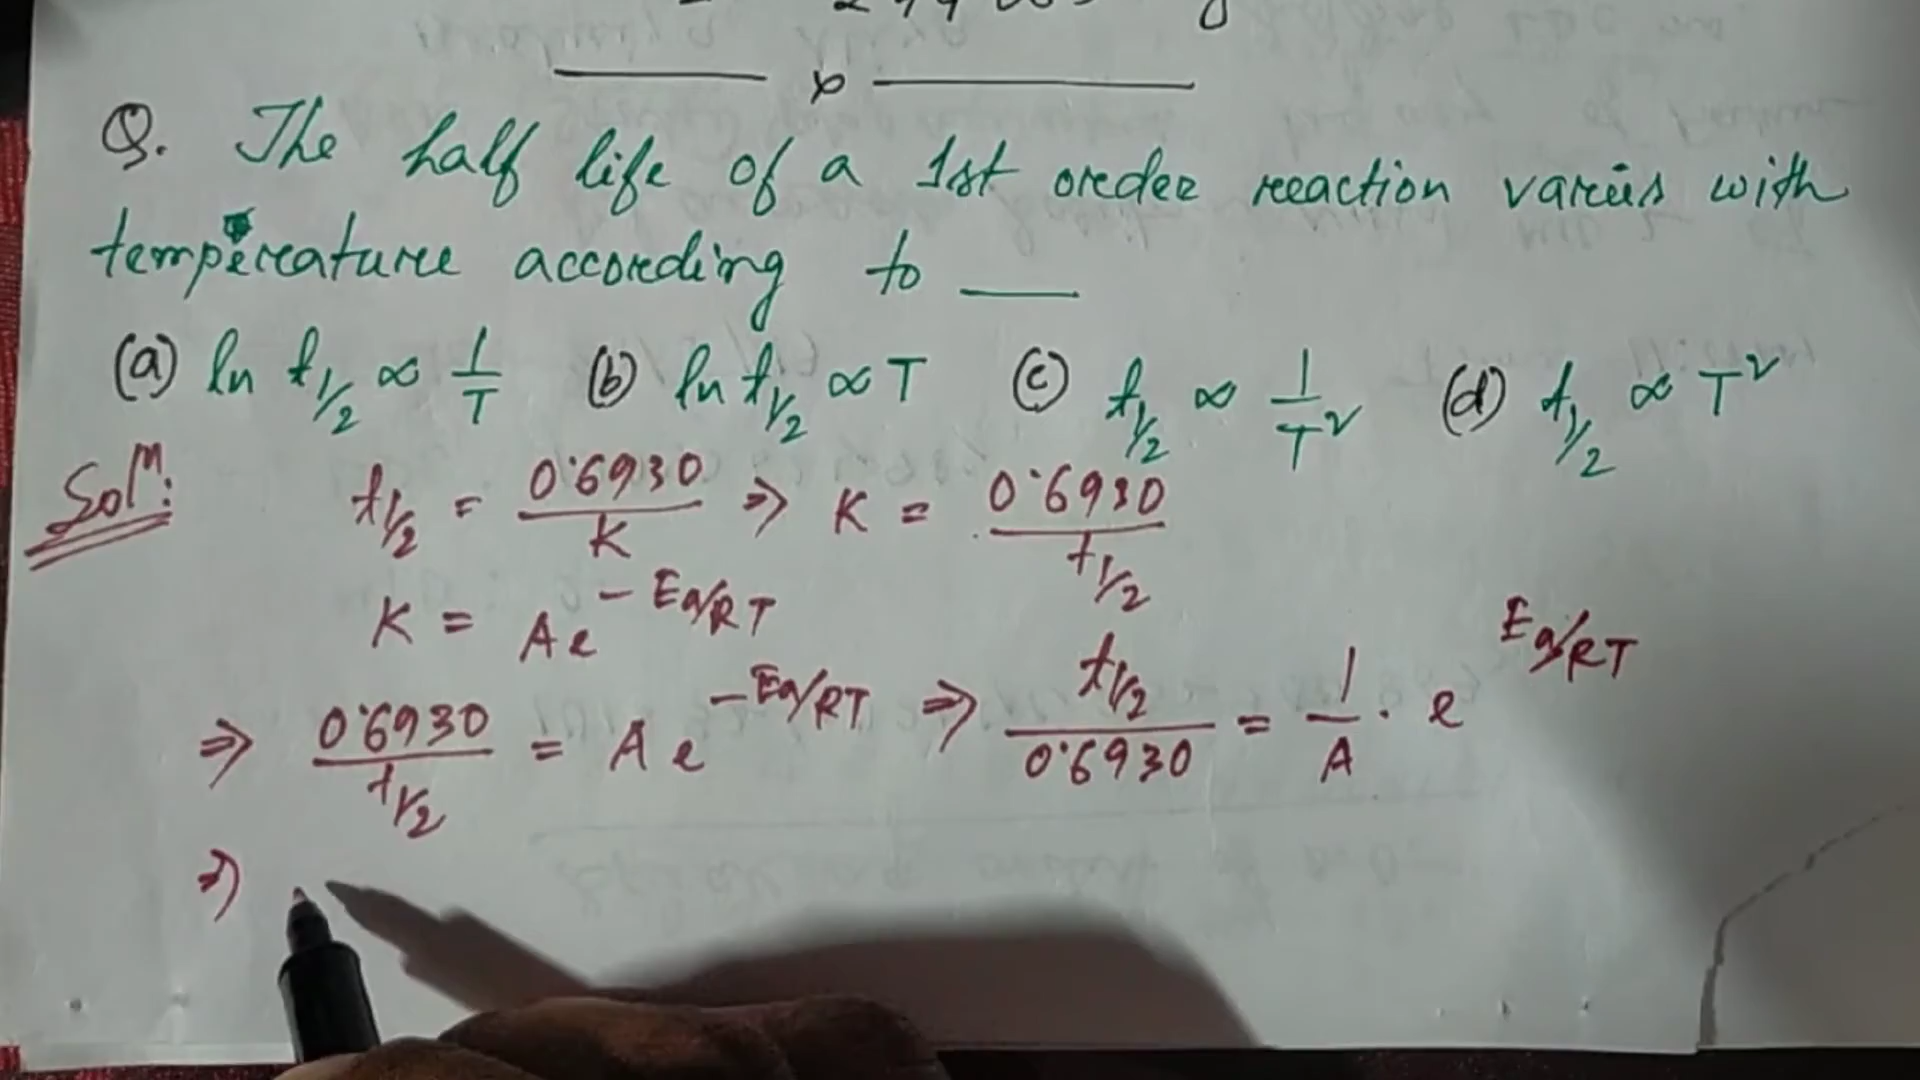 Q. The half life of a 1st order reaction varies with
temperature according to ___
(a) ln t1/2 ∝ 1/T (b) ln t1/2 ∝ T (c) t1/2 ∝ 1/T² (d) t1/2 ∝ T²
Solⁿ: t1/2 = 0.6930/K ⇒ K = 0.6930/t1/2
K = A e^(-Ea/RT)
⇒ 0.6930/t1/2 = A e^(-Ea/RT) ⇒ t1/2/0.6930 = 1/A . e^(Ea/RT)
⇒